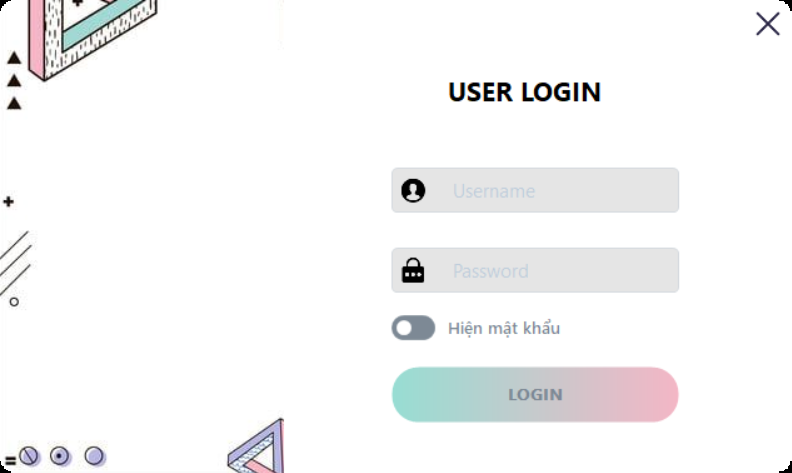 USER LOGIN
Username
Password
Hiện mật khẩu
LOGIN